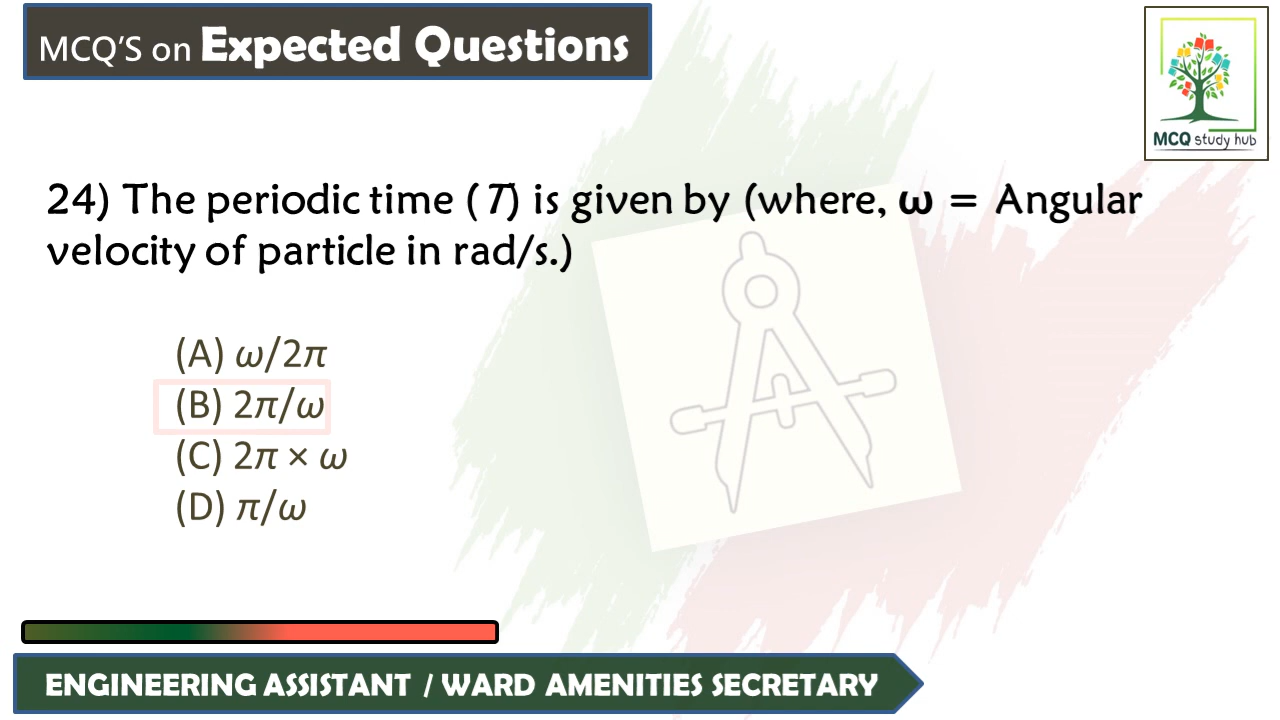 MCQ'S on Expected Questions
MCQ study hub
24) The periodic time (T) is given by (where, ω = Angular
velocity of particle in rad/s.)
(A) ω/2π
(B) 2π/ω
(C) 2π × ω
(D) π/ω
ENGINEERING ASSISTANT / WARD AMENITIES SECRETARY